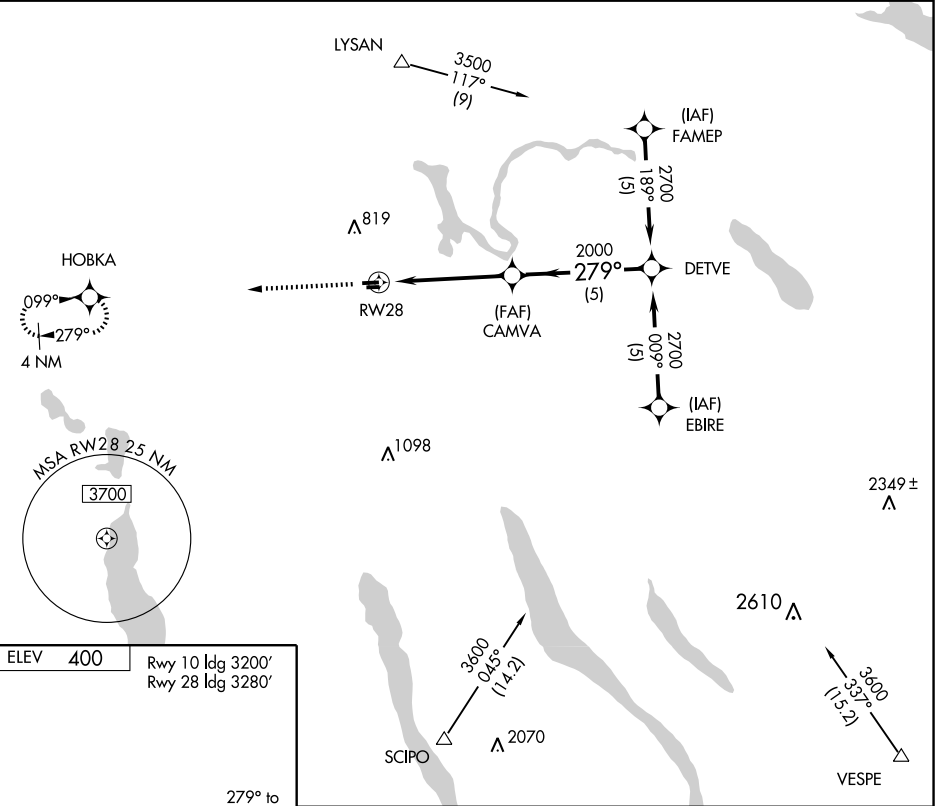 LYSAN
3500
117°
(9)
(IAF)
FAMEP
2700
189°
(5)
819
HOBKA
099°
279°
4 NM
RW28
2000
279°
(5)
(FAF)
CAMVA
DETVE
2700
009°
(5)
(IAF)
EBIRE
1098
MSA RW28 25 NM
3700
2349 ±
2610
ELEV 400
Rwy 10 ldg 3200′
Rwy 28 ldg 3280′
3600
045°
(14.2)
SCIPO
2070
3600
337°
(15.2)
VESPE
279° to